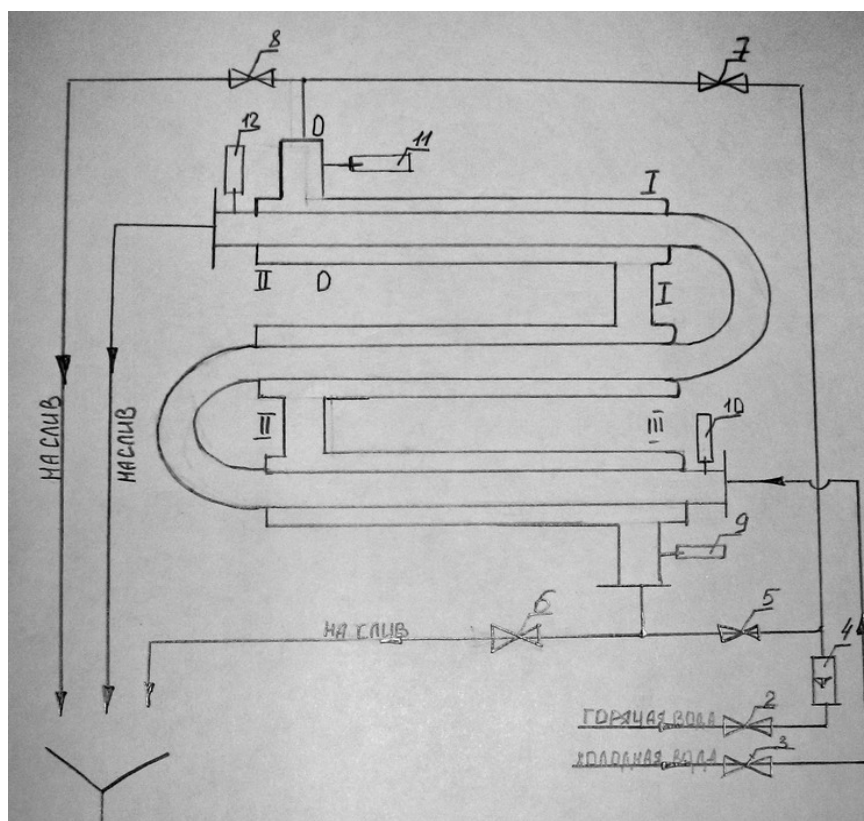 8
7
12
D
11
I
II
D
I
НА СЛИВ
НА СЛИВ
II
III
10
9
6
5
НА СЛИВ
4
ГОРЯЧАЯ ВОДА
2
ХОЛОДНАЯ ВОДА
3